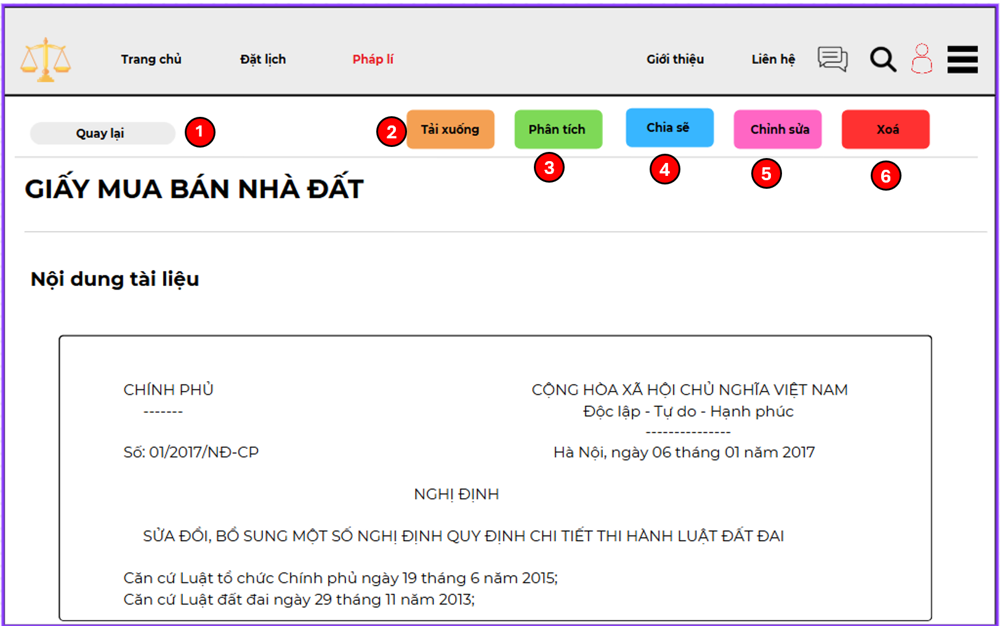 Trang chủ Đặt lịch Pháp lí Giới thiệu Liên hệ
Quay lại 1 2 Tải xuống Phân tích Chia sẽ Chỉnh sửa Xoá
3 4 5 6
GIẤY MUA BÁN NHÀ ĐẤT
Nội dung tài liệu
CHÍNH PHỦ CỘNG HÒA XÃ HỘI CHỦ NGHĨA VIỆT NAM
------- Độc lập - Tự do - Hạnh phúc
---------------
Số: 01/2017/NĐ-CP Hà Nội, ngày 06 tháng 01 năm 2017
NGHỊ ĐỊNH
SỬA ĐỔI, BỔ SUNG MỘT SỐ NGHỊ ĐỊNH QUY ĐỊNH CHI TIẾT THI HÀNH LUẬT ĐẤT ĐAI
Căn cứ Luật tổ chức Chính phủ ngày 19 tháng 6 năm 2015;
Căn cứ Luật đất đai ngày 29 tháng 11 năm 2013;